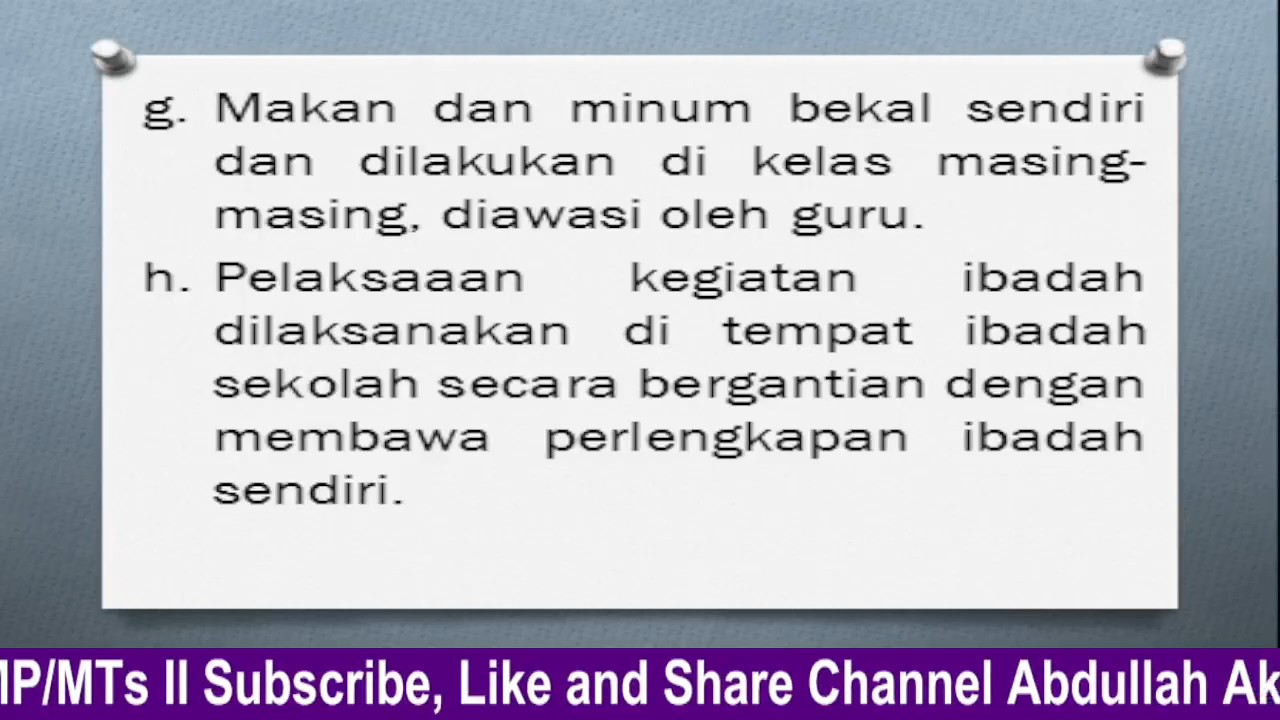 g. Makan dan minum bekal sendiri
dan dilakukan di kelas masing-
masing, diawasi oleh guru.
h. Pelaksaaan kegiatan ibadah
dilaksanakan di tempat ibadah
sekolah secara bergantian dengan
membawa perlengkapan ibadah
sendiri.
MP/MTs II Subscribe, Like and Share Channel Abdullah Ak